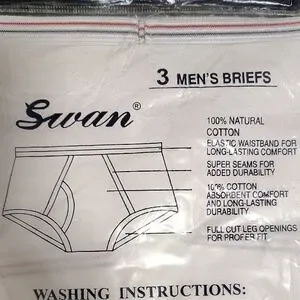 3 MEN'S BRIEFS
Swan®
100% NATURAL
COTTON
ELASTIC WAISTBAND FOR
LONG-LASTING COMFORT
SUPER SEAMS FOR
ADDED DURABILITY
100% COTTON
ABSORBENT COMFORT
AND LONG-LASTING
DURABILITY
FULL CUT LEG OPENINGS
FOR PROPER FIT.
WASHING INSTRUCTIONS: